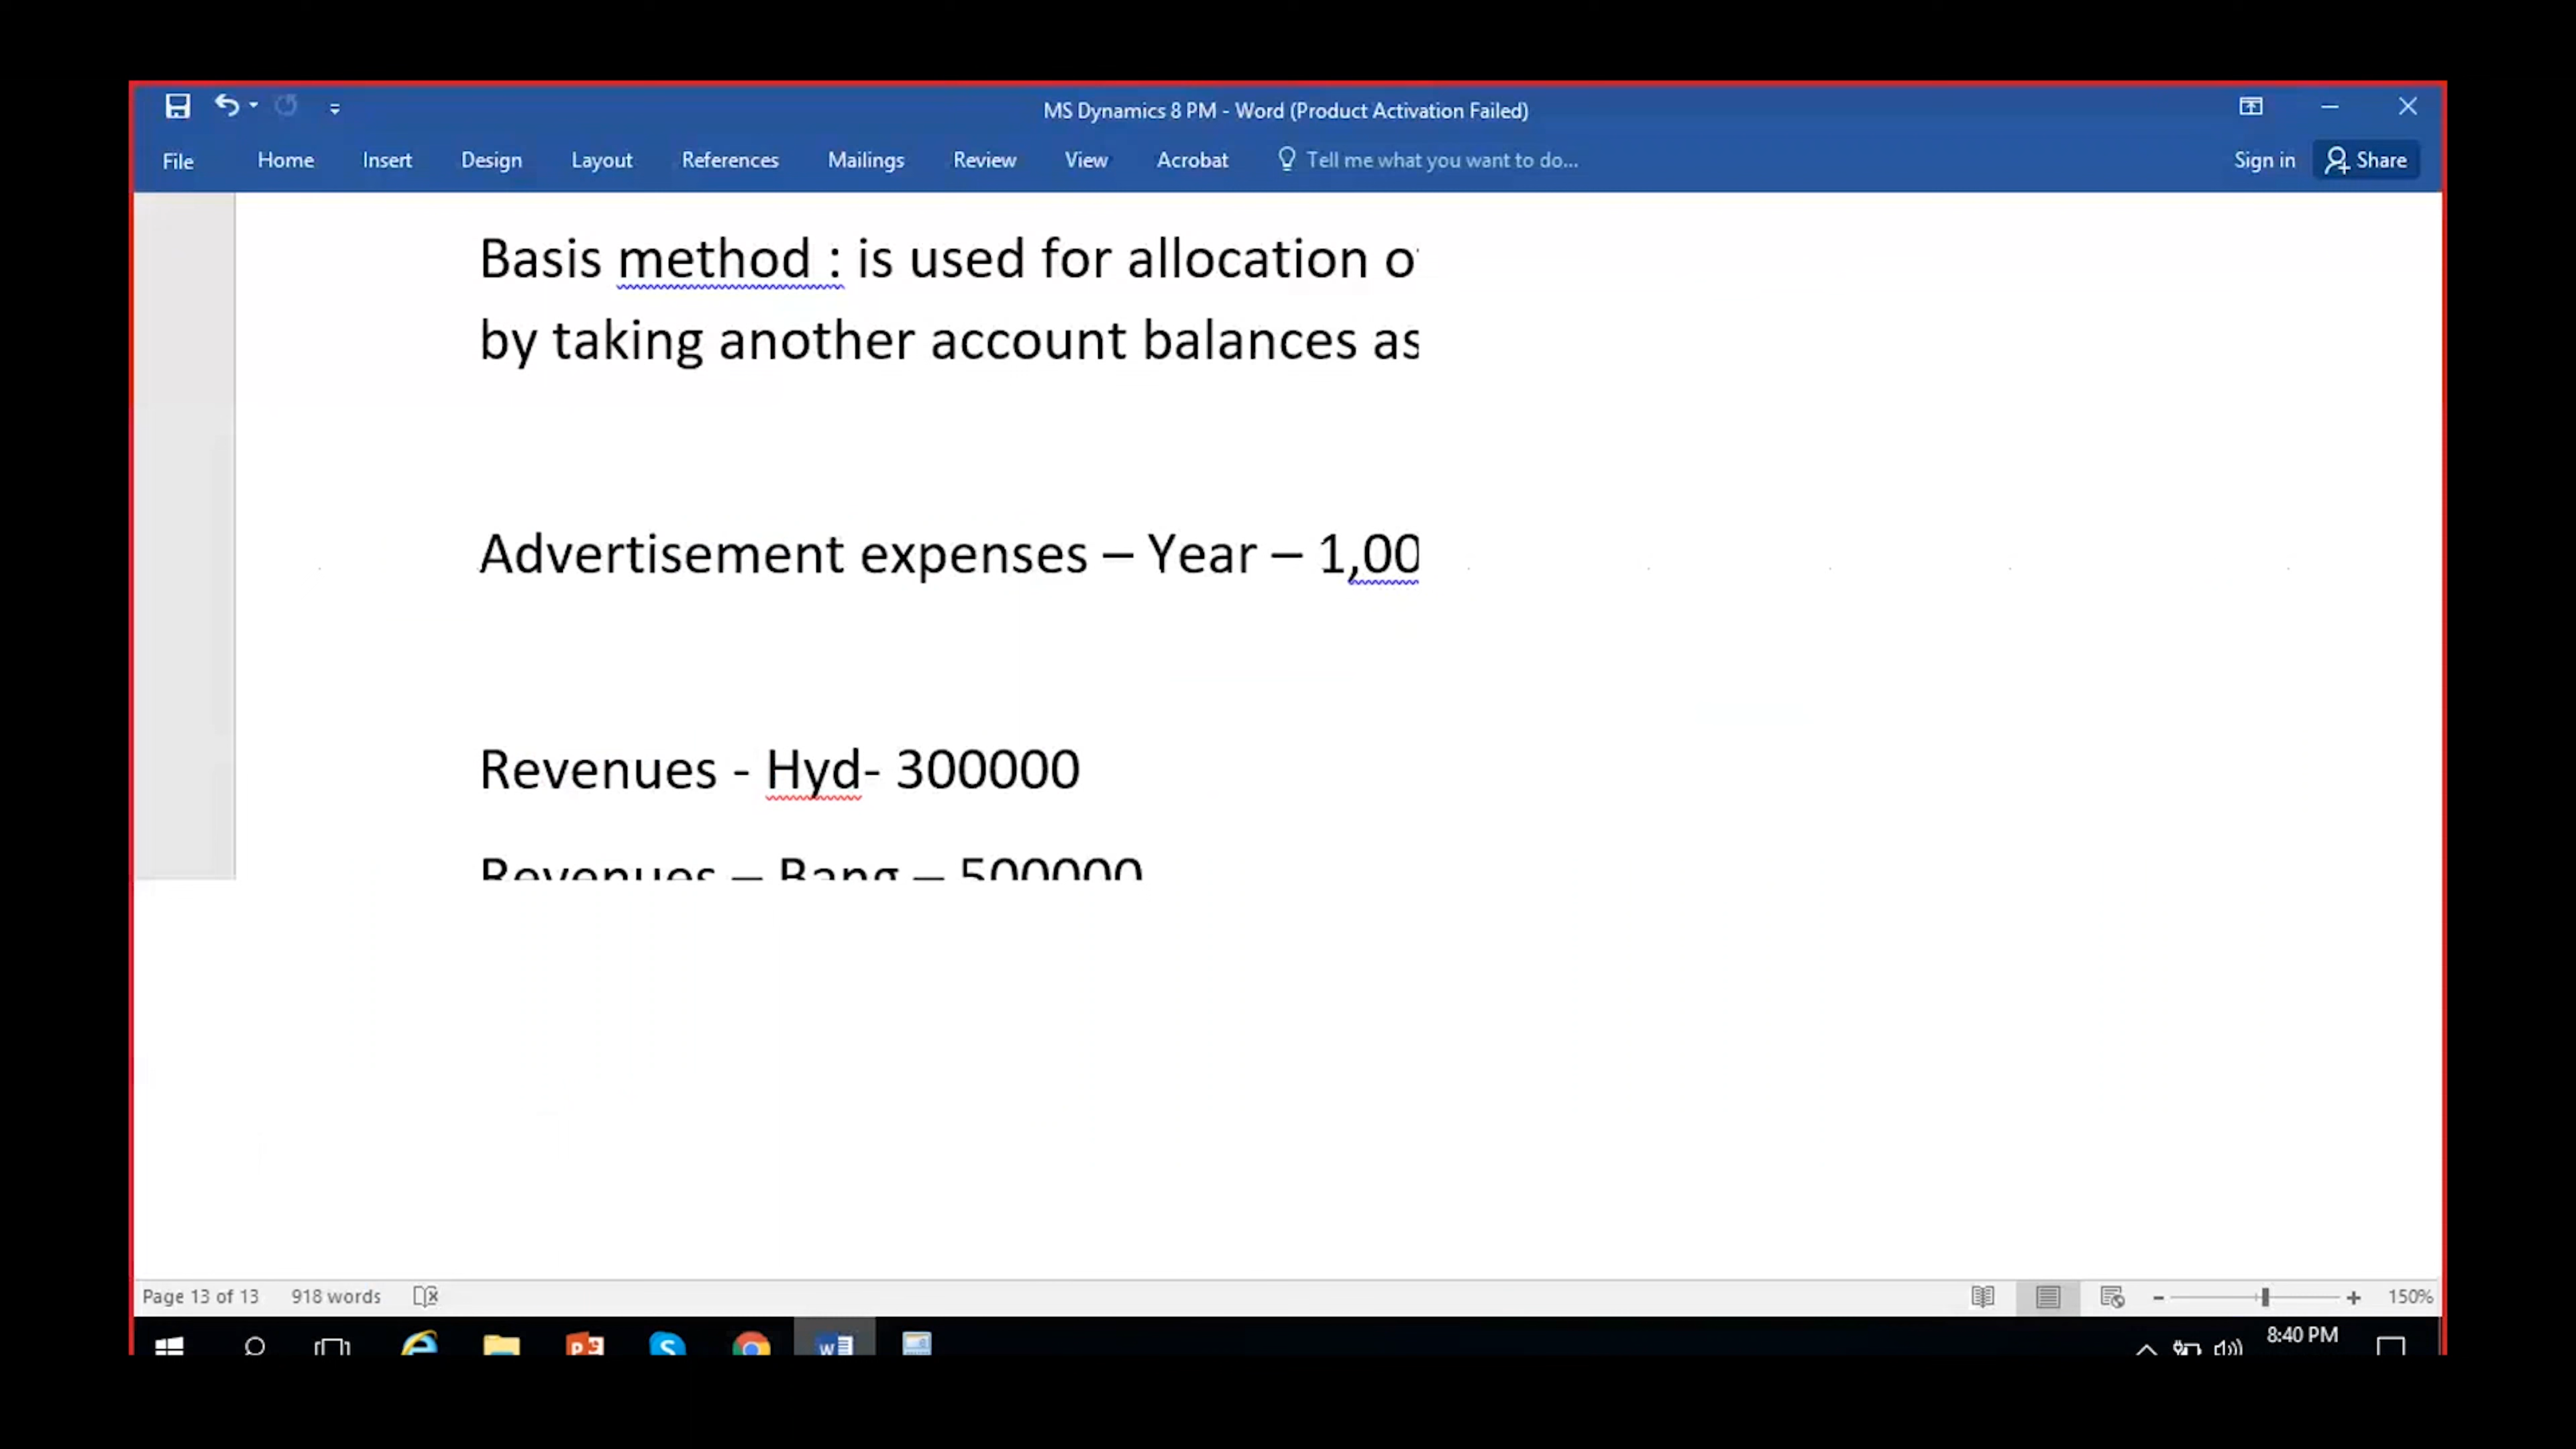 MS Dynamics 8 PM - Word (Product Activation Failed)
File Home Insert Design Layout References Mailings Review View Acrobat Tell me what you want to do... Sign in Share
Basis method : is used for allocation o
by taking another account balances as
Advertisement expenses – Year – 1,00
Revenues - Hyd- 300000
Revenues – Bang – 500000
Page 13 of 13 918 words 150%
8:40 PM